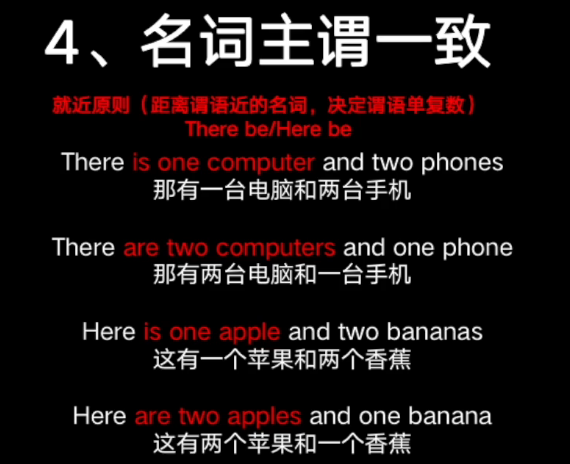 4、名词主谓一致
就近原则（距离谓语近的名词，决定谓语单复数）
There be/Here be
There is one computer and two phones
那有一台电脑和两台手机
There are two computers and one phone
那有两台电脑和一台手机
Here is one apple and two bananas
这有一个苹果和两个香蕉
Here are two apples and one banana
这有两个苹果和一个香蕉